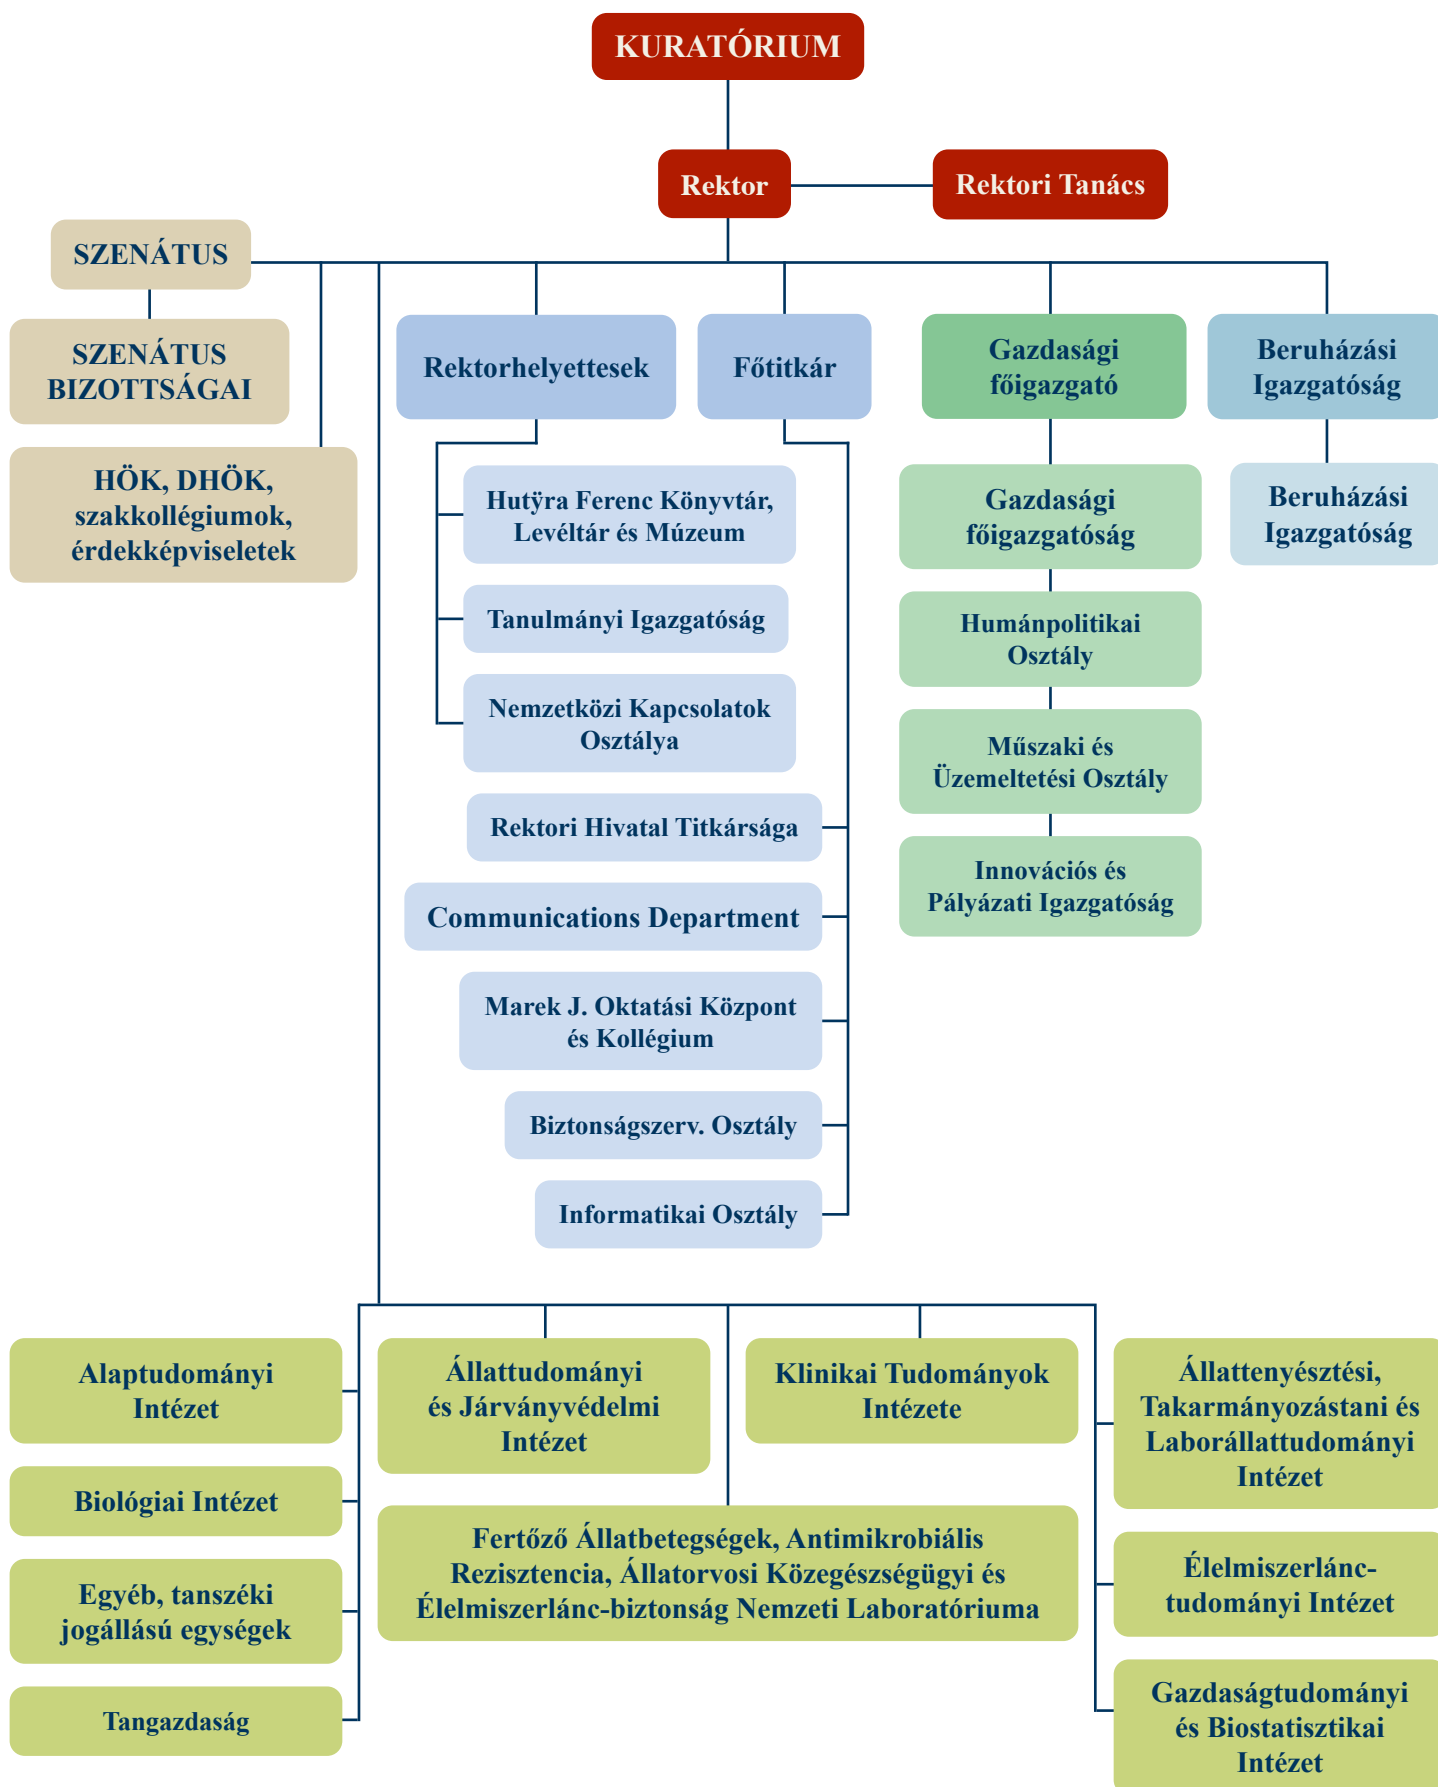 KURATÓRIUM
Rektor
Rektori Tanács
SZENÁTUS
SZENÁTUS
BIZOTTSÁGAI
HÖK, DHÖK,
szakkollégiumok,
érdekképviseletek
Rektorhelyettesek
Főtitkár
Gazdasági
főigazgató
Beruházási
Igazgatóság
Hutÿra Ferenc Könyvtár,
Levéltár és Múzeum
Tanulmányi Igazgatóság
Nemzetközi Kapcsolatok
Osztálya
Rektori Hivatal Titkársága
Communications Department
Marek J. Oktatási Központ
és Kollégium
Biztonságszerv. Osztály
Informatikai Osztály
Gazdasági
főigazgatóság
Humánpolitikai
Osztály
Műszaki és
Üzemeltetési Osztály
Innovációs és
Pályázati Igazgatóság
Beruházási
Igazgatóság
Alaptudományi
Intézet
Biológiai Intézet
Egyéb, tanszéki
jogállású egységek
Tangazdaság
Állattudományi
és Járványvédelmi
Intézet
Klinikai Tudományok
Intézete
Fertőző Állatbetegségek, Antimikrobiális
Rezisztencia, Állatorvosi Közegészségügyi és
Élelmiszerlánc-biztonság Nemzeti Laboratóriuma
Állattenyésztési,
Takarmányozástani és
Laborállattudományi
Intézet
Élelmiszerlánc-
tudományi Intézet
Gazdaságtudományi
és Biostatisztikai
Intézet